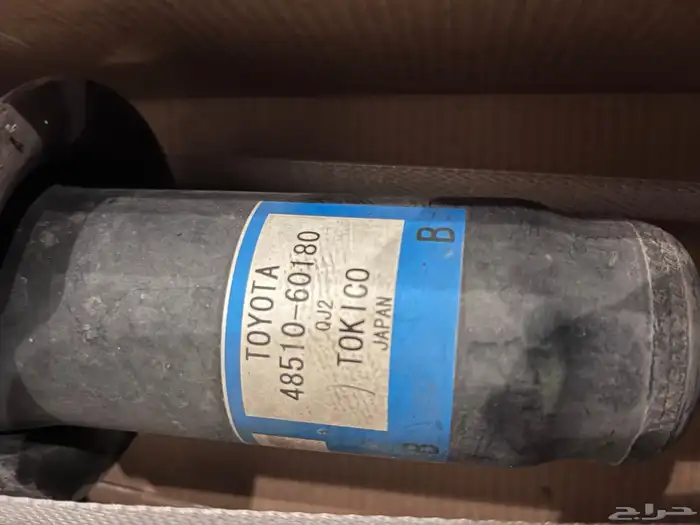 TOYOTA
48510-60180
QJ2
TOKICO
JAPAN
B
B
حراج